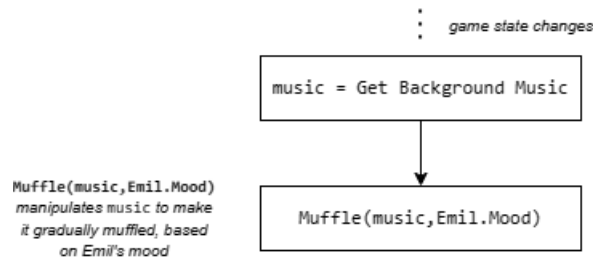 game state changes
music = Get Background Music
Muffle(music,Emil.Mood)
manipulates music to make
it gradually muffled, based
on Emil's mood
Muffle(music,Emil.Mood)